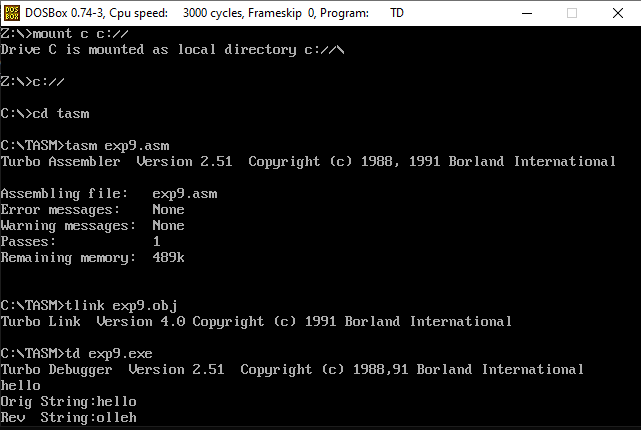 DOSBox 0.74-3, Cpu speed: 3000 cycles, Frameskip 0, Program: TD
Z:\>mount c c://
Drive C is mounted as local directory c://\
Z:\>c://
C:\>cd tasm
C:\TASM>tasm exp9.asm
Turbo Assembler Version 2.51 Copyright (c) 1988, 1991 Borland International
Assembling file: exp9.asm
Error messages: None
Warning messages: None
Passes: 1
Remaining memory: 489k
C:\TASM>tlink exp9.obj
Turbo Link Version 4.0 Copyright (c) 1991 Borland International
C:\TASM>td exp9.exe
Turbo Debugger Version 2.51 Copyright (c) 1988,91 Borland International
hello
Orig String:hello
Rev String:olleh